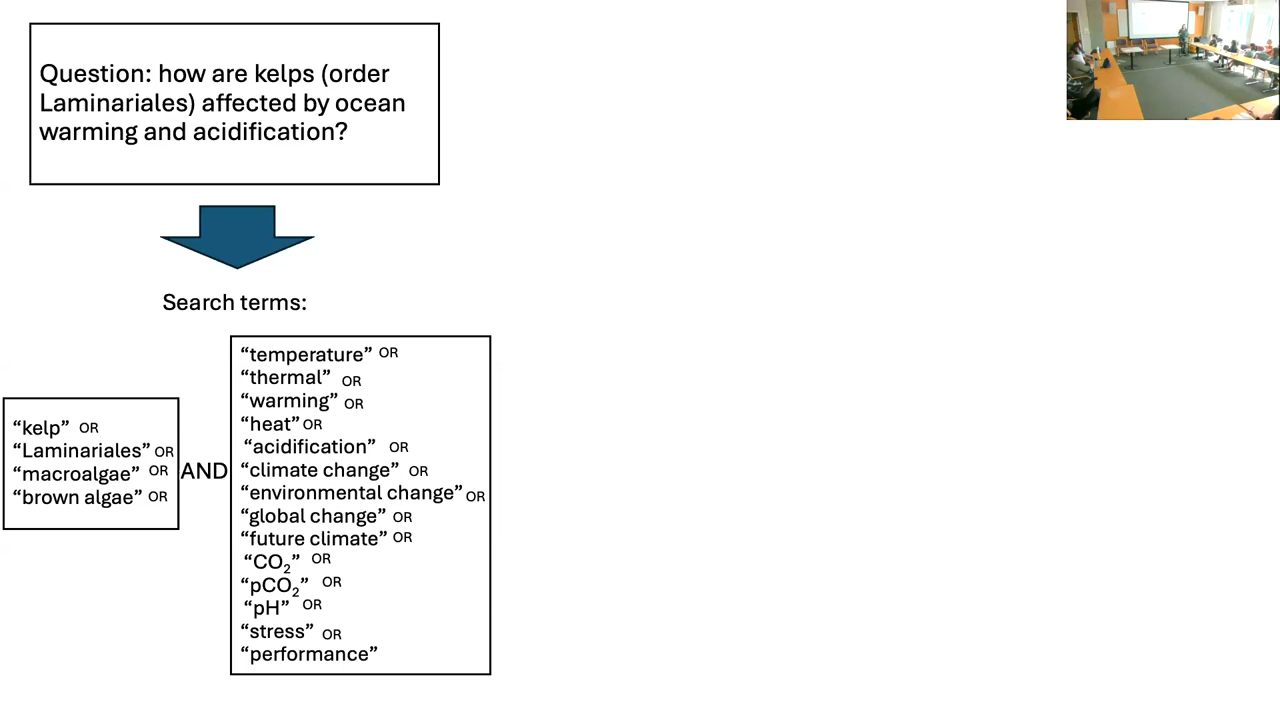 Question: how are kelps (order
Laminariales) affected by ocean
warming and acidification?
Search terms:
“kelp” OR
“Laminariales” OR
“macroalgae” OR
“brown algae” OR
AND
“temperature” OR
“thermal” OR
“warming” OR
“heat” OR
“acidification” OR
“climate change” OR
“environmental change” OR
“global change” OR
“future climate” OR
“CO₂” OR
“pCO₂” OR
“pH” OR
“stress” OR
“performance”